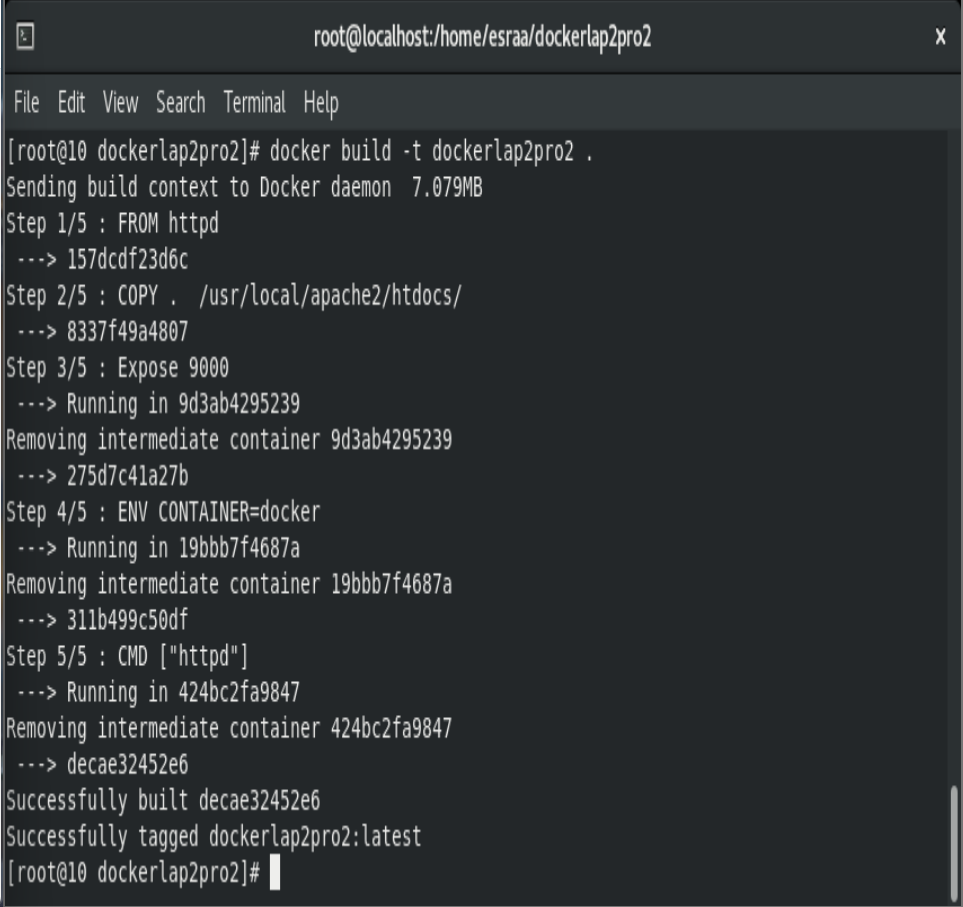 root@localhost:/home/esraa/dockerlap2pro2 x
File Edit View Search Terminal Help
[root@10 dockerlap2pro2]# docker build -t dockerlap2pro2 .
Sending build context to Docker daemon  7.079MB
Step 1/5 : FROM httpd
 ---> 157dcdf23d6c
Step 2/5 : COPY .  /usr/local/apache2/htdocs/
 ---> 8337f49a4807
Step 3/5 : Expose 9000
 ---> Running in 9d3ab4295239
Removing intermediate container 9d3ab4295239
 ---> 275d7c41a27b
Step 4/5 : ENV CONTAINER=docker
 ---> Running in 19bbb7f4687a
Removing intermediate container 19bbb7f4687a
 ---> 311b499c50df
Step 5/5 : CMD ["httpd"]
 ---> Running in 424bc2fa9847
Removing intermediate container 424bc2fa9847
 ---> decae32452e6
Successfully built decae32452e6
Successfully tagged dockerlap2pro2:latest
[root@10 dockerlap2pro2]#